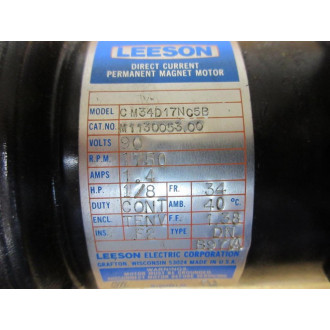 LEESON
DIRECT CURRENT
PERMANENT MAGNET MOTOR
MODEL CM34D17NC5B
CAT.NO. M1130053.00
VOLTS 90
R.P.M.
AMPS 1.4
H.P. 1/8 FR. 34
DUTY CONT AMB. 40 °C
ENCL TENV F.F.
INS. TYPE
LEESON ELECTRIC CORPORATION
GRAFTON, WISCONSIN 53024 MADE IN U.S.A.
WARNING